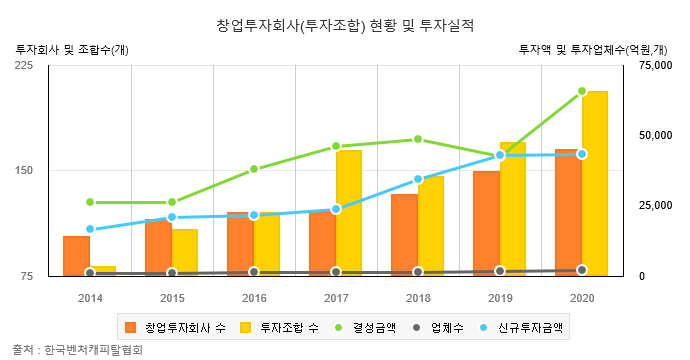 창업투자회사(투자조합) 현황 및 투자실적
투자회사 및 조합수(개) 투자액 및 투자업체수(억원,개)
225 75,000
50,000
150
25,000
75 0
2014 2015 2016 2017 2018 2019 2020
창업투자회사 수 투자조합 수 결성금액 업체수 신규투자금액
출처 : 한국벤처캐피탈협회